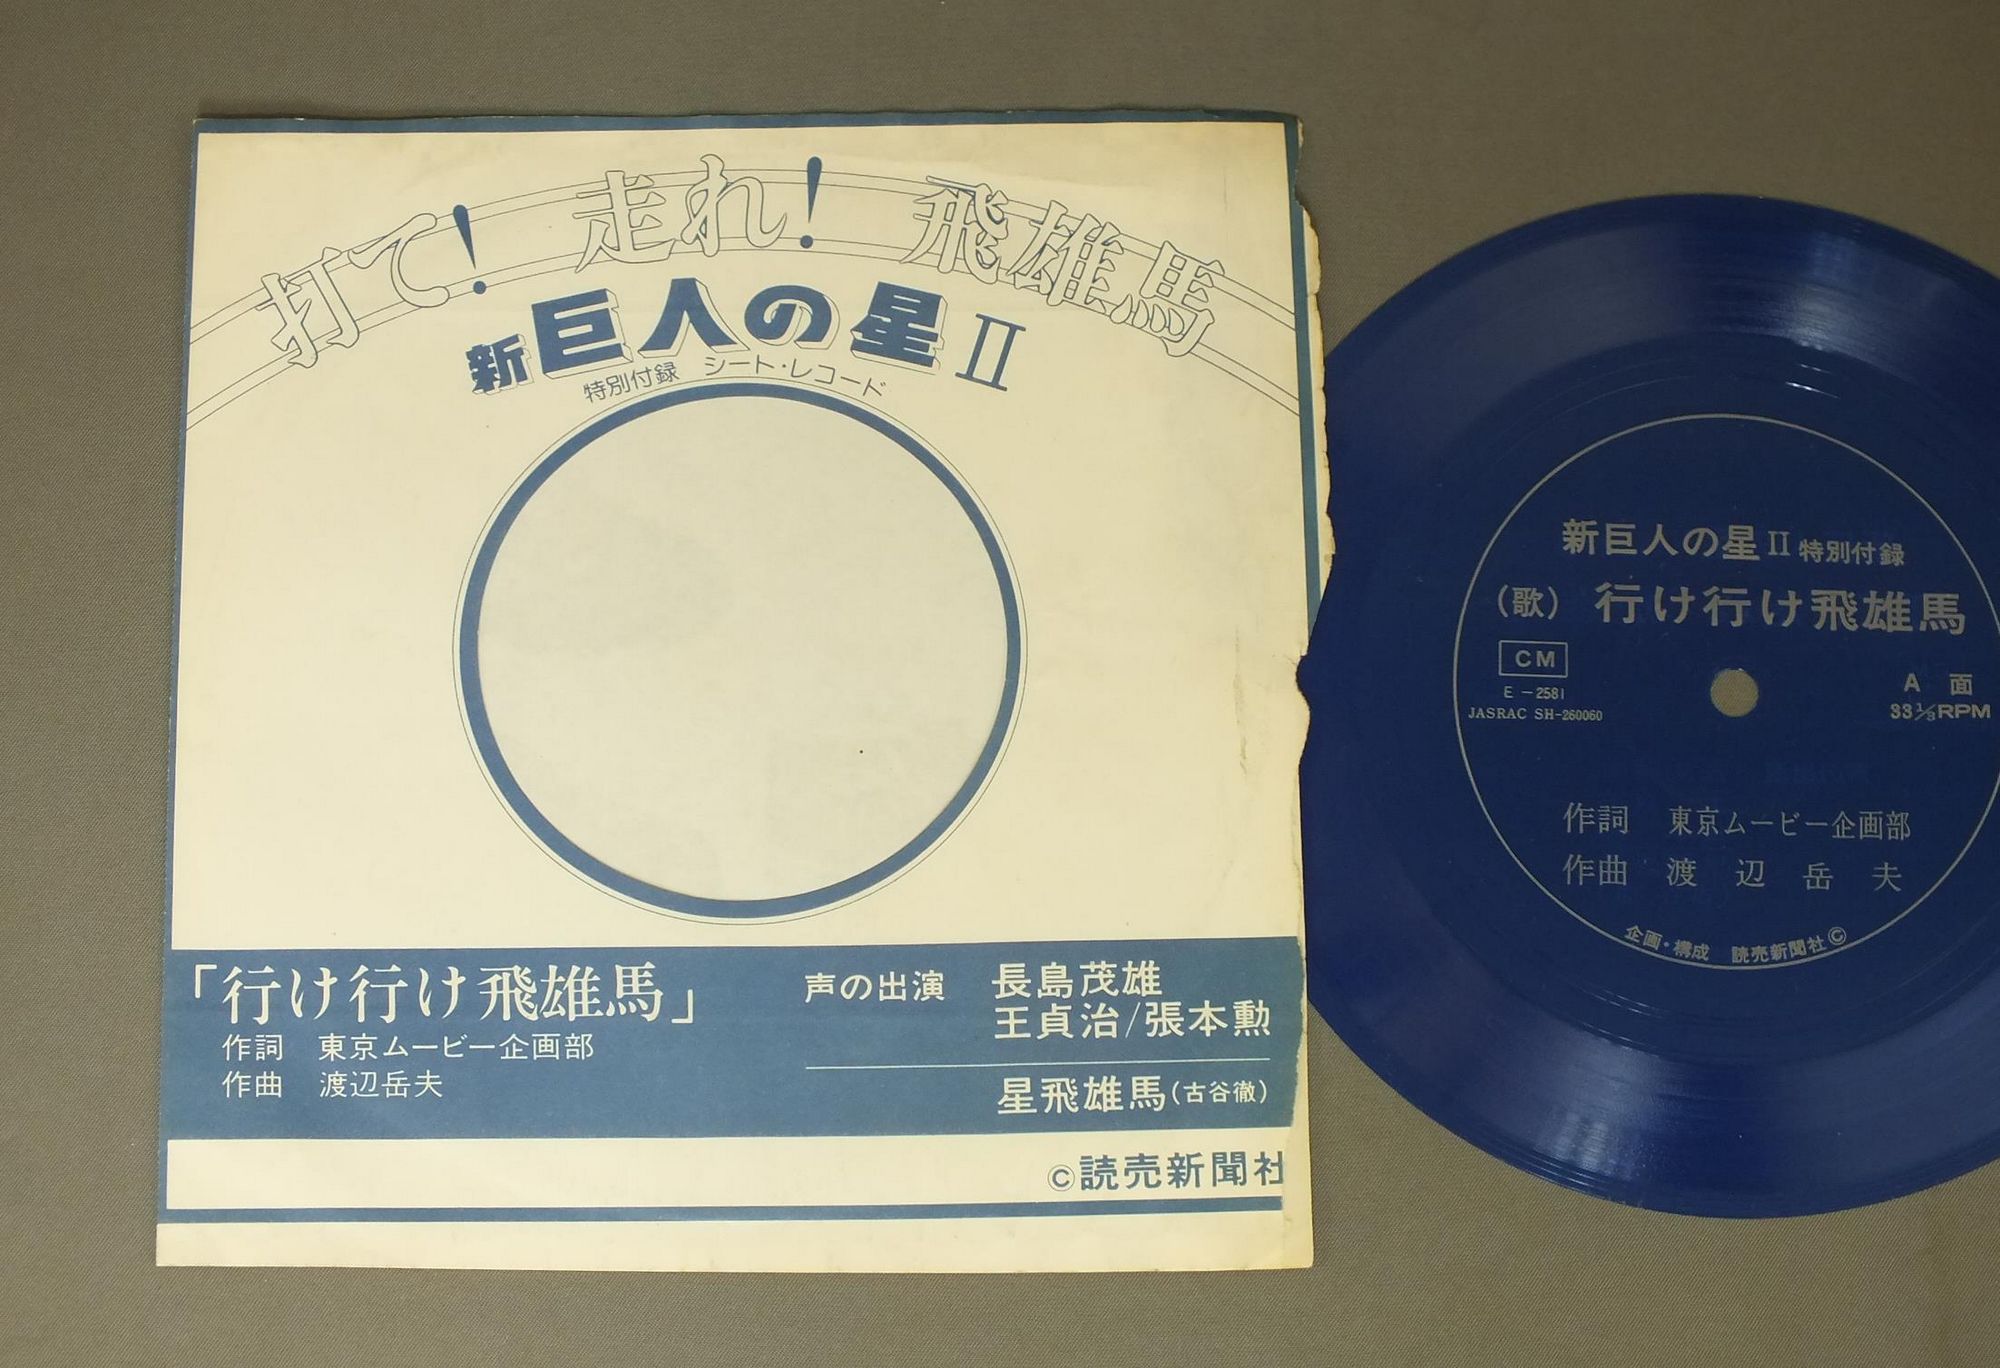 打て! 走れ! 飛雄馬
新巨人の星II
特別付録 シート・レコード
「行け行け飛雄馬」
作詞 東京ムービー企画部
作曲 渡辺岳夫
声の出演 長島茂雄
王貞治/張本勲
星飛雄馬(古谷徹)
©読売新聞社
新巨人の星II 特別付録
(歌) 行け行け飛雄馬
CM
E-2581
JASRAC SH-260060
A 面
33 1/3 RPM
作詞 東京ムービー企画部
作曲 渡辺岳夫
企画・構成 読売新聞社©